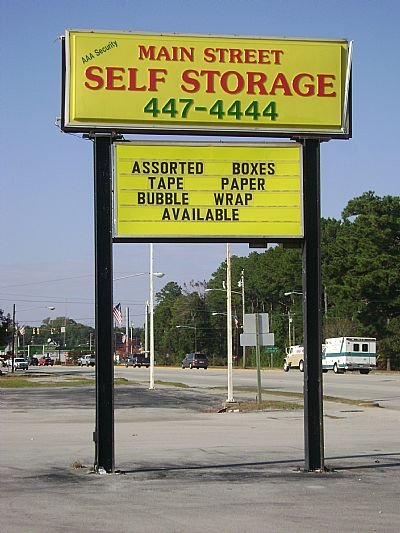 AAA Security
MAIN STREET
SELF STORAGE
447-4444
ASSORTED BOXES
TAPE PAPER
BUBBLE WRAP
AVAILABLE